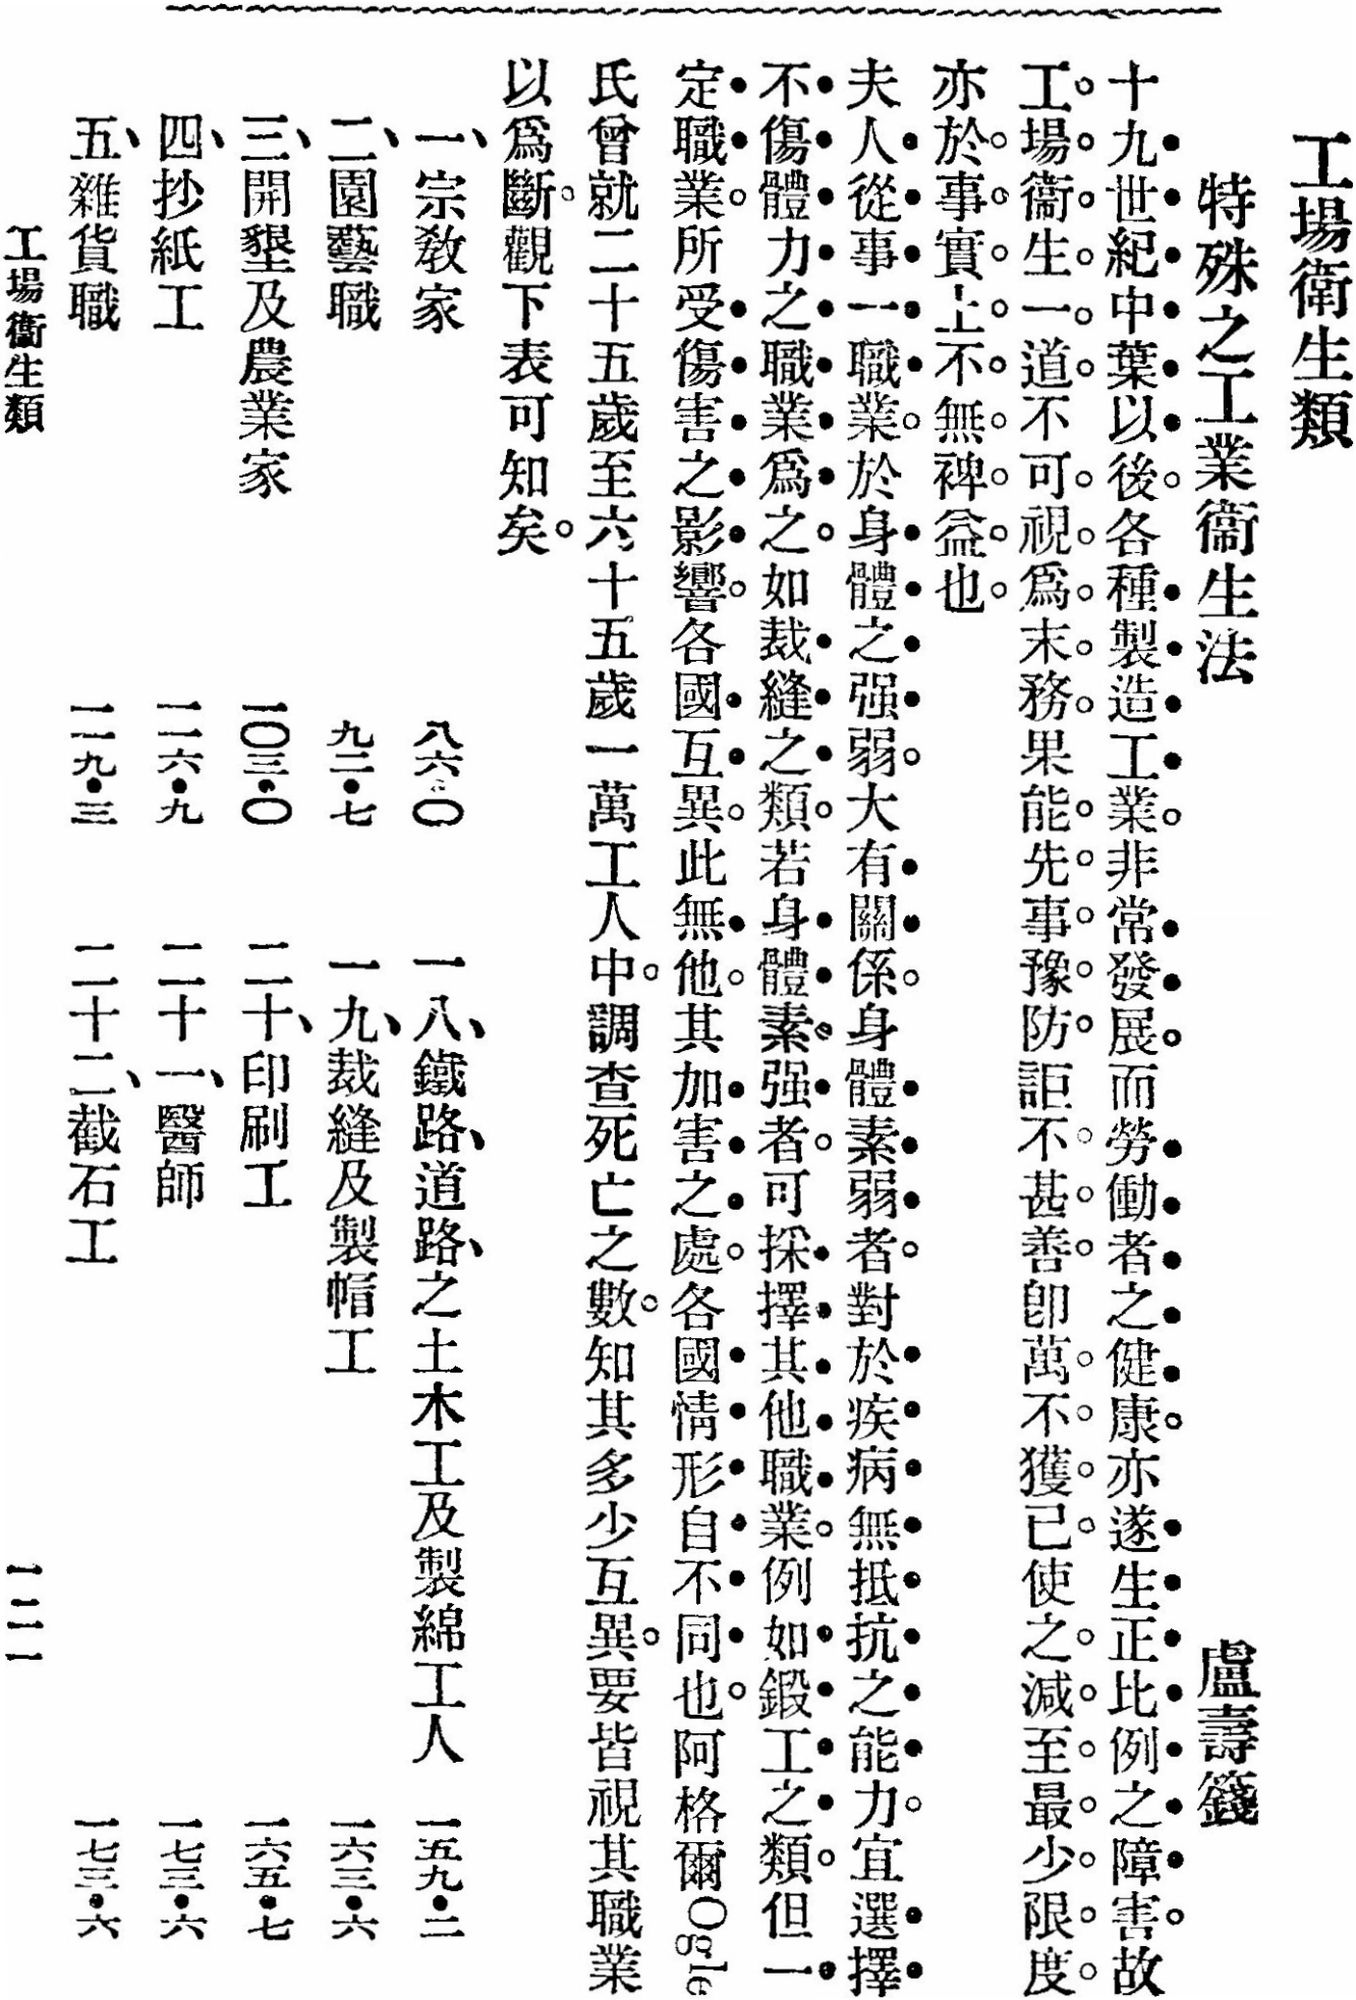 工場衛生類
特殊之工業衞生法　盧壽籛
十九世紀中葉以後。各種製造工業。非常發展。而勞働者之健康。亦遂生正比例之障害。故
工場衞生一道。不可視爲末務。果能先事豫防。詎不甚善。卽萬不獲已。使之減至最少限度。
亦於事實上不無裨益也。
夫人從事一職業。於身體之强弱。大有關係。身體素弱者。對於疾病無抵抗之能力。宜選擇
不傷體力之職業爲之。如裁縫之類。若身體素强者。可採擇其他職業。例如鍛工之類。但一
定職業。所受傷害之影響。各國互異。此無他。其加害之處。各國情形自不同也。阿格爾Ogle
氏曾就二十五歲至六十五歲一萬工人中。調查死亡之數。知其多少互異。要皆視其職業
以爲斷。觀下表可知矣。
一、宗教家　八六・〇　一八、鐵路、道路、之土木工及製綿工人　一五九・二
二、園藝職　九二・七　一九、裁縫及製帽工　一六三・六
三、開墾及農業家　一〇三・〇　二十、印刷工　一六五・七
四、抄紙工　一一六・九　二十一、醫師　一七三・六
五、雜貨職　一一九・三　二十二、截石工　一七三・六
工場衞生類　一二一